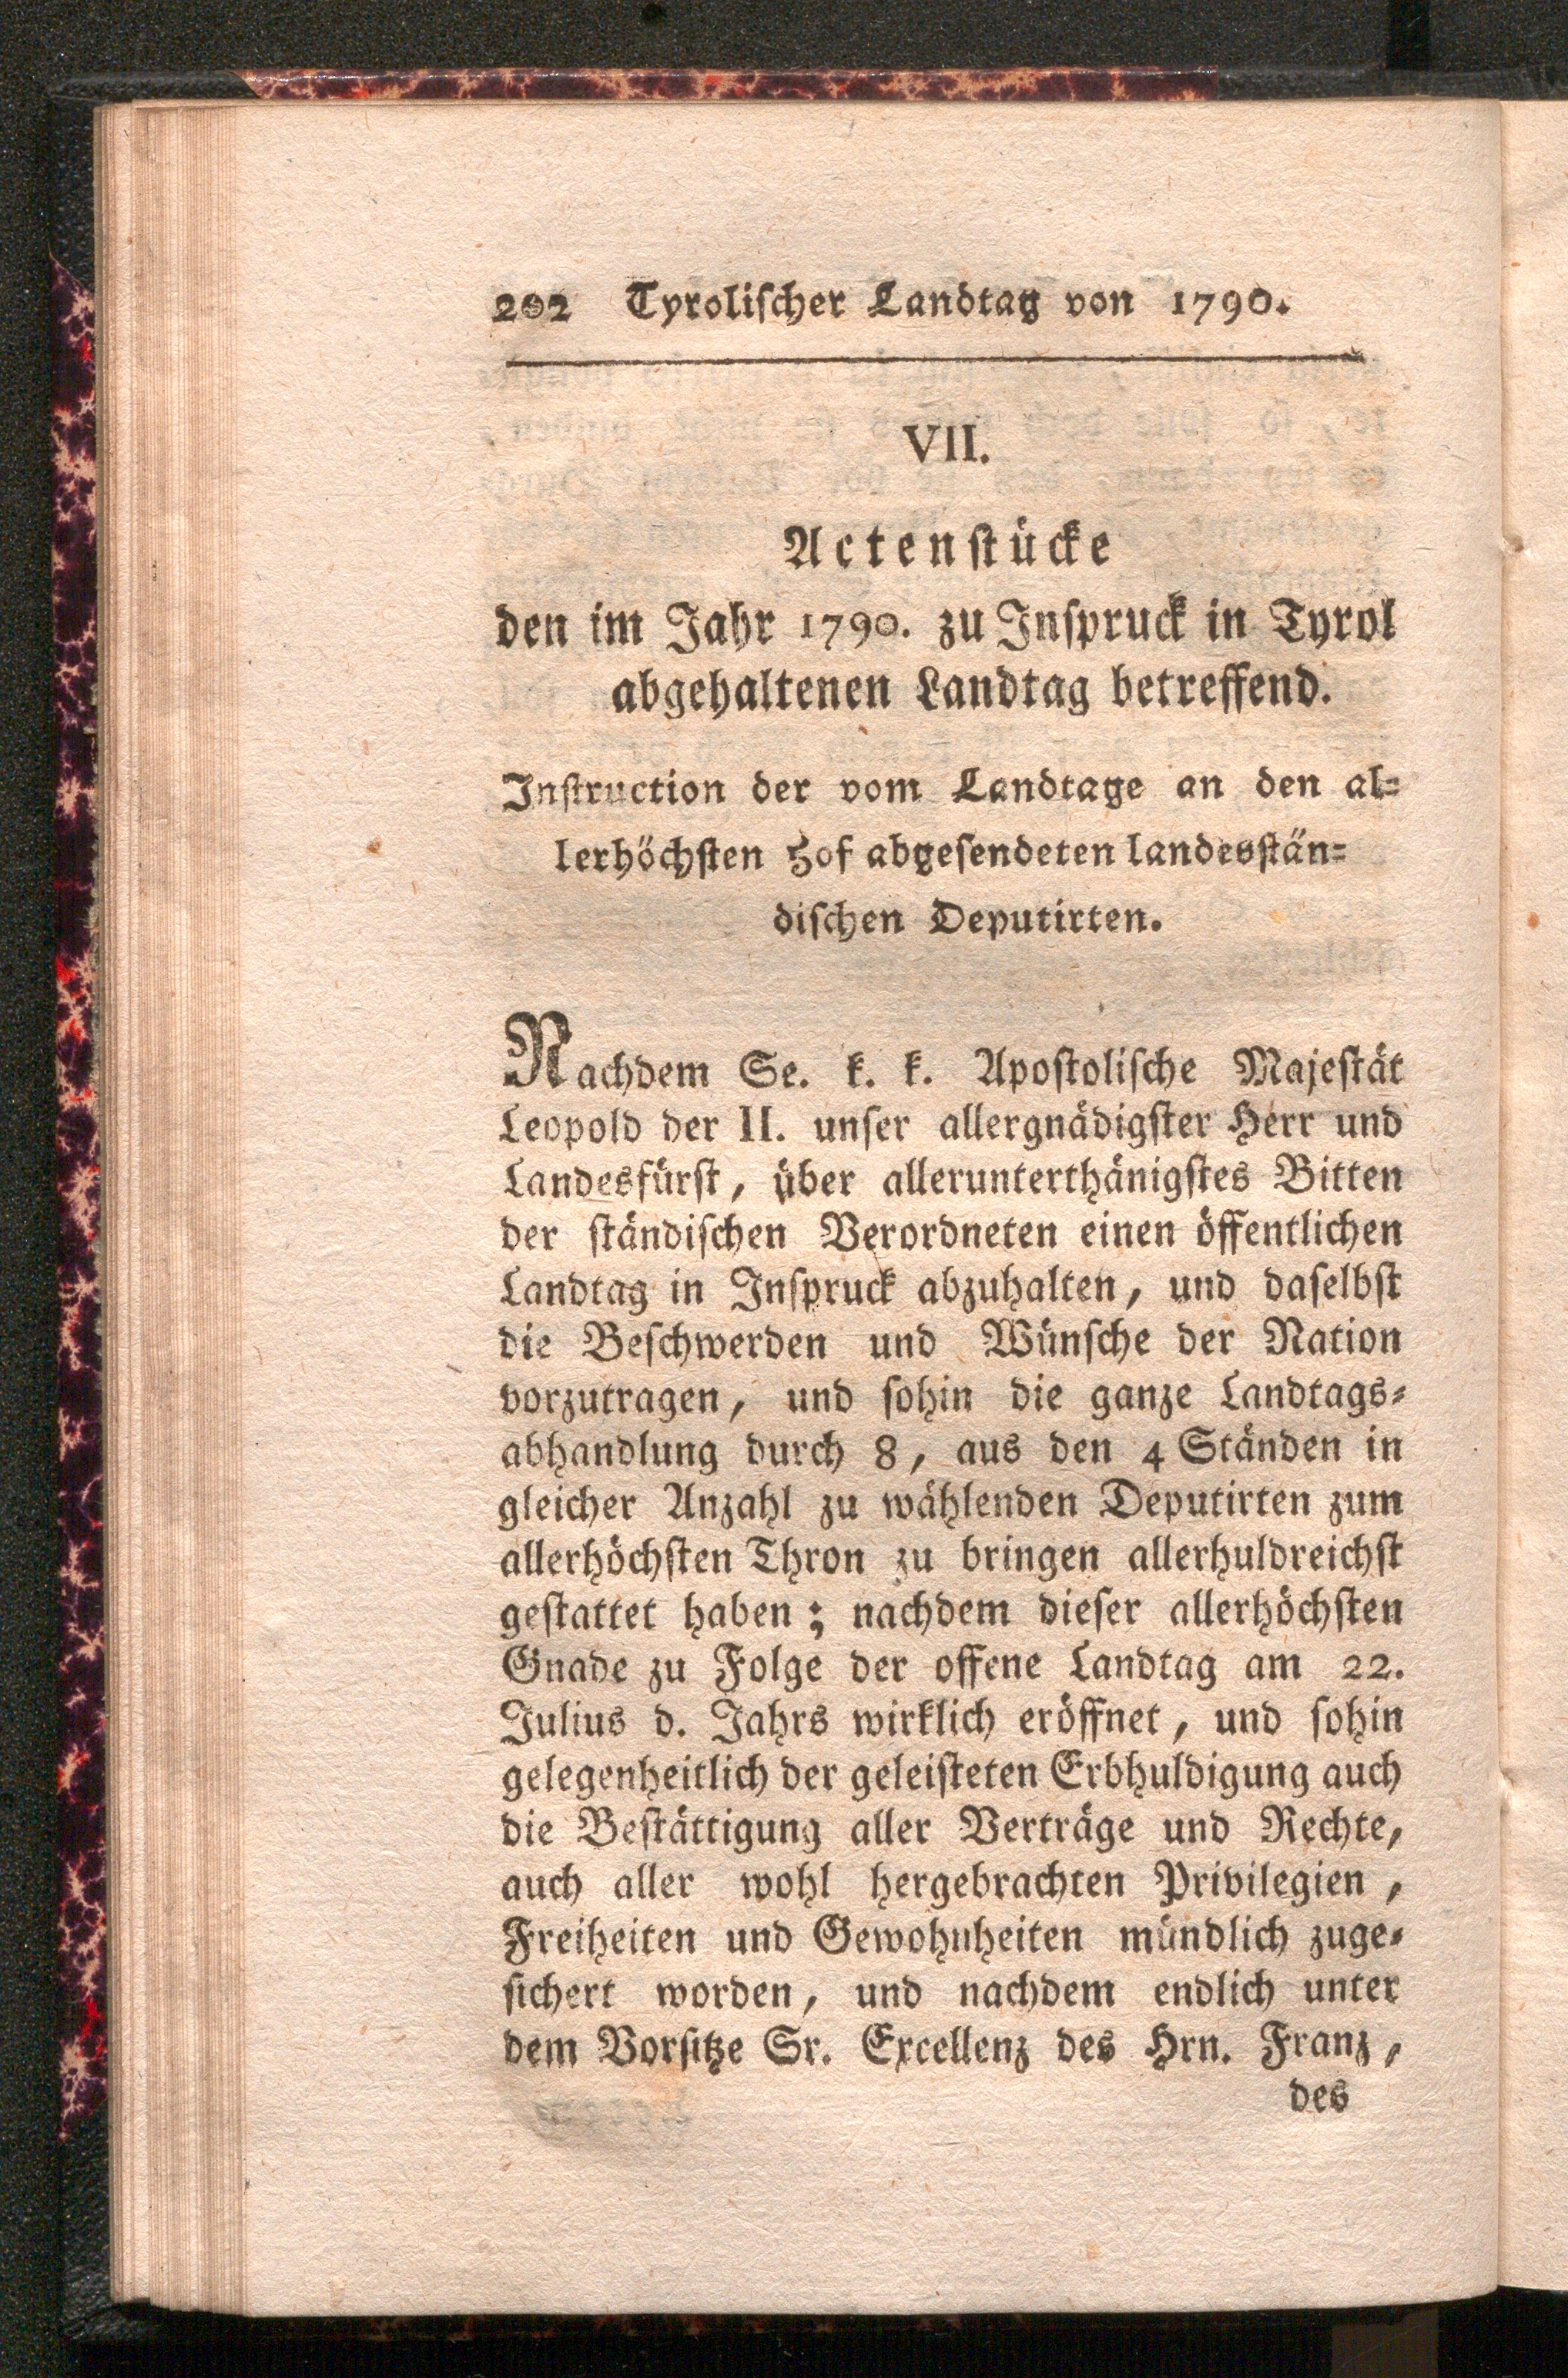 202 Tyrolischer Landtag von 1790.
VII.
Actenstücke
den im Jahr 1790. zu Inspruck in Tyrol
abgehaltenen Landtag betreffend.
Instruction der vom Landtage an den al=
lerhöchsten Hof abgesendeten landesstän=
dischen Deputirten.
Nachdem Se. k. k. Apostolische Majestät
Leopold der II. unser allergnädigster Herr und
Landesfürst, über allerunterthänigstes Bitten
der ständischen Verordneten einen öffentlichen
Landtag in Inspruck abzuhalten, und daselbst
die Beschwerden und Wünsche der Nation
vorzutragen, und sohin die ganze Landtags=
abhandlung durch 8, aus den 4 Ständen in
gleicher Anzahl zu wählenden Deputirten zum
allerhöchsten Thron zu bringen allerhuldreichst
gestattet haben; nachdem dieser allerhöchsten
Gnade zu Folge der offene Landtag am 22.
Julius d. Jahrs wirklich eröffnet, und sohin
gelegenheitlich der geleisteten Erbhuldigung auch
die Bestättigung aller Verträge und Rechte,
auch aller wohl hergebrachten Privilegien,
Freiheiten und Gewohnheiten mündlich zuge=
sichert worden, und nachdem endlich unter
dem Vorsitze Sr. Excellenz des Hrn. Franz,
des